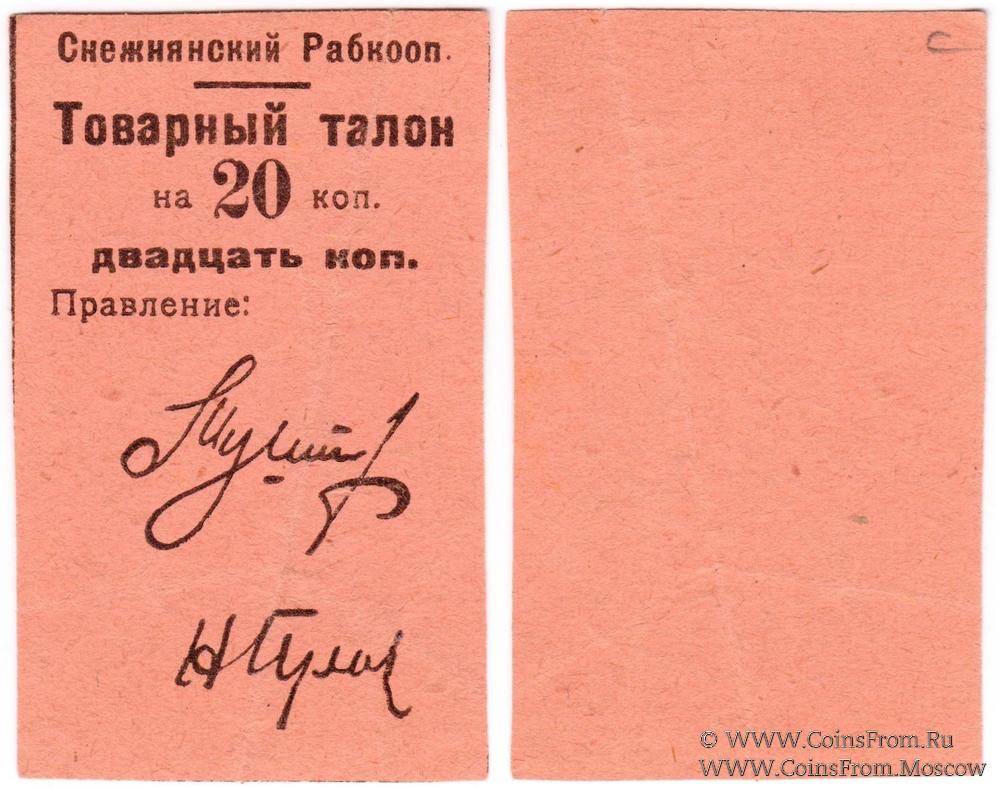 Снежнянский Рабкооп.
Товарный талон
на 20 коп.
двадцать коп.
Правление:
с
© WWW.CoinsFrom.Ru
WWW.CoinsFrom.Moscow